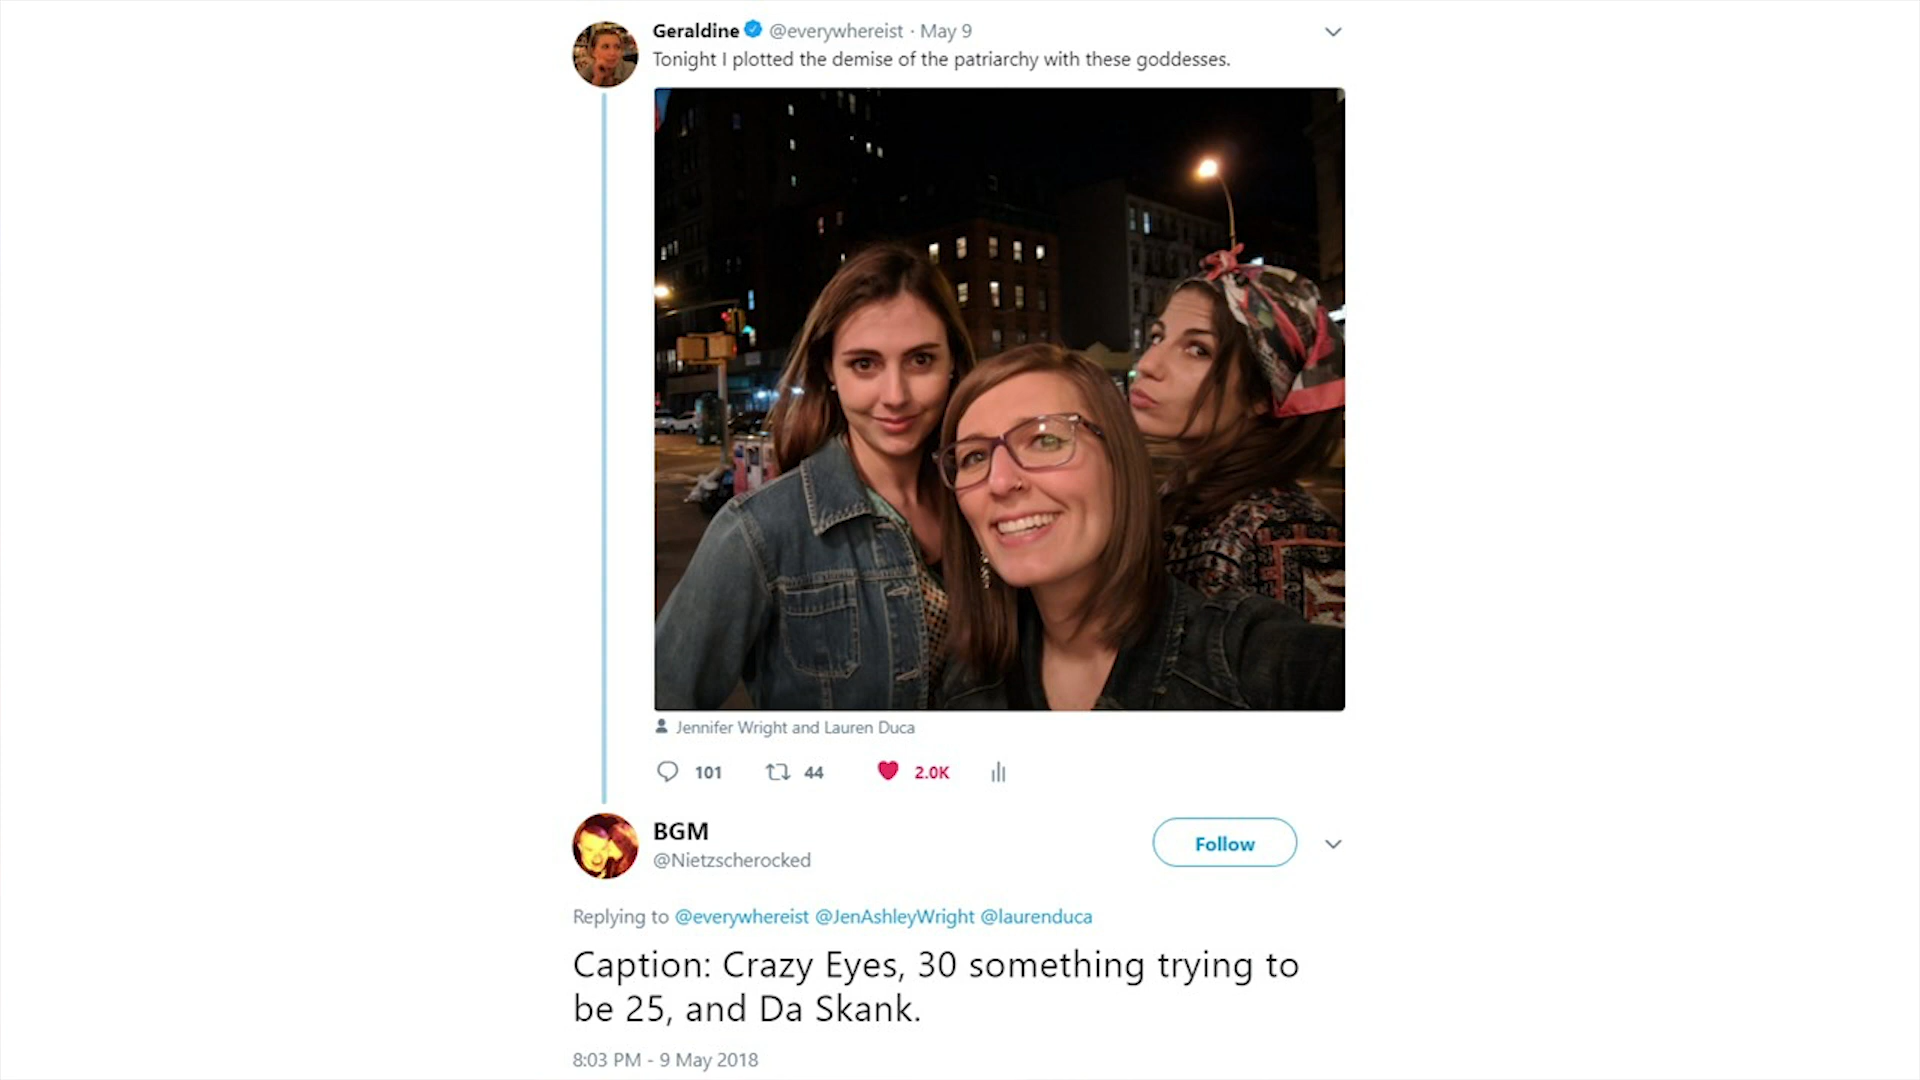 Geraldine @everywhereist · May 9
Tonight I plotted the demise of the patriarchy with these goddesses.
Jennifer Wright and Lauren Duca
101 44 2.0K
BGM
@Nietzscherocked
Follow
Replying to @everywhereist @JenAshleyWright @laurenduca
Caption: Crazy Eyes, 30 something trying to
be 25, and Da Skank.
8:03 PM - 9 May 2018